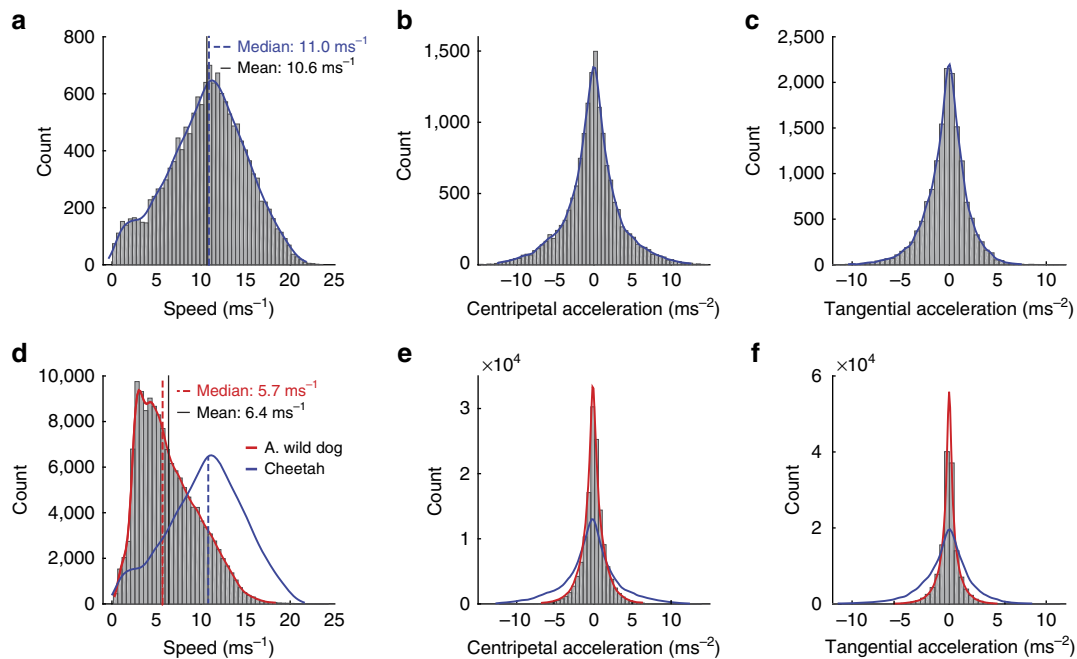 a
800
600
400
200
0
Count
0 5 10 15 20 25
Speed (ms⁻¹)
Median: 11.0 ms⁻¹
Mean: 10.6 ms⁻¹
b
1,500
1,000
500
0
Count
−10 −5 0 5 10
Centripetal acceleration (ms⁻²)
c
2,500
2,000
1,500
1,000
500
0
Count
−10 −5 0 5 10
Tangential acceleration (ms⁻²)
d
10,000
8,000
6,000
4,000
2,000
0
Count
0 5 10 15 20 25
Speed (ms⁻¹)
Median: 5.7 ms⁻¹
Mean: 6.4 ms⁻¹
A. wild dog
Cheetah
e
×10⁴
3
2
1
0
Count
−10 −5 0 5 10
Centripetal acceleration (ms⁻²)
f
×10⁴
6
4
2
0
Count
−10 −5 0 5 10
Tangential acceleration (ms⁻²)